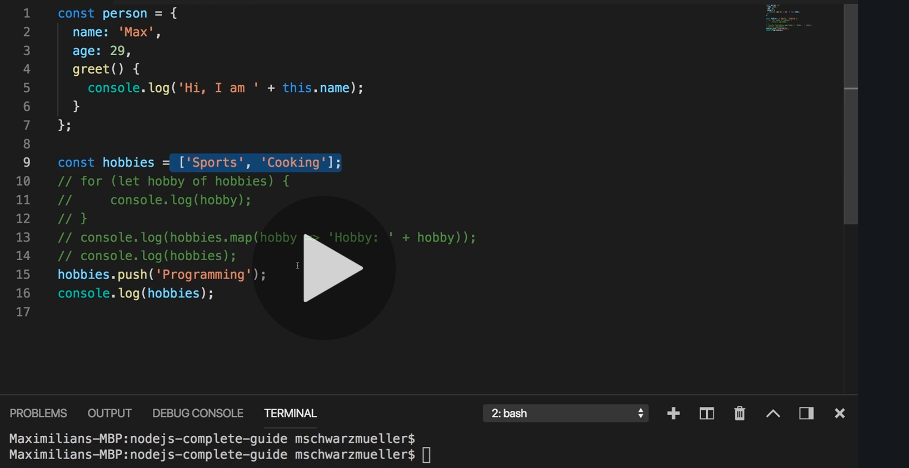 1 const person = {
2   name: 'Max',
3   age: 29,
4   greet() {
5     console.log('Hi, I am ' + this.name);
6   }
7 };
8
9 const hobbies = ['Sports', 'Cooking'];
10 // for (let hobby of hobbies) {
11 //     console.log(hobby);
12 // }
13 // console.log(hobbies.map(hobby => 'Hobby: ' + hobby));
14 // console.log(hobbies);
15 hobbies.push('Programming');
16 console.log(hobbies);
17
PROBLEMS OUTPUT DEBUG CONSOLE TERMINAL 2: bash
Maximilians-MBP:nodejs-complete-guide mschwarzmueller$
Maximilians-MBP:nodejs-complete-guide mschwarzmueller$